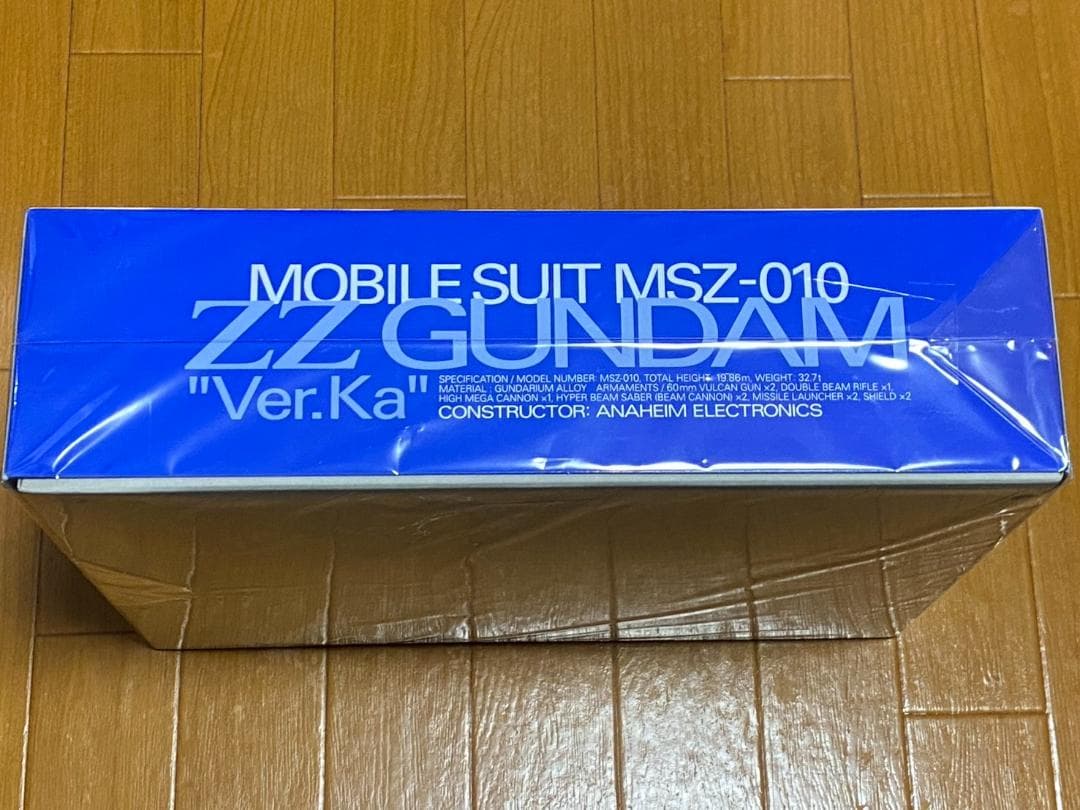 MOBILE SUIT MSZ-010
ZZ GUNDAM
"Ver.Ka"
SPECIFICATION / MODEL NUMBER: MSZ-010, TOTAL HEIGHT: 19.86m, WEIGHT: 32.7t
MATERIAL : GUNDARIUM ALLOY ARMAMENTS / 60mm VULCAN GUN ×2, DOUBLE BEAM RIFLE ×1,
HIGH MEGA CANNON ×1, HYPER BEAM SABER (BEAM CANNON) ×2, MISSILE LAUNCHER ×2, SHIELD ×2
CONSTRUCTOR: ANAHEIM ELECTRONICS